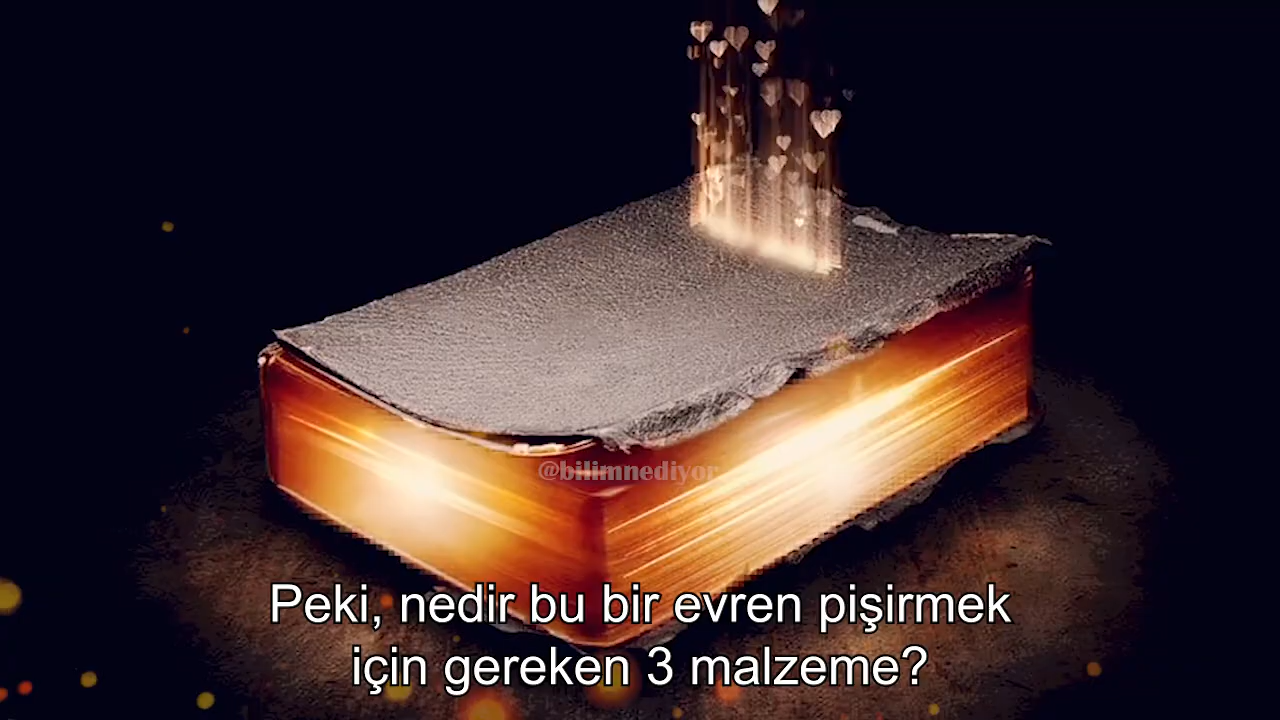 @bilimnediyor
Peki, nedir bu bir evren pişirmek
için gereken 3 malzeme?